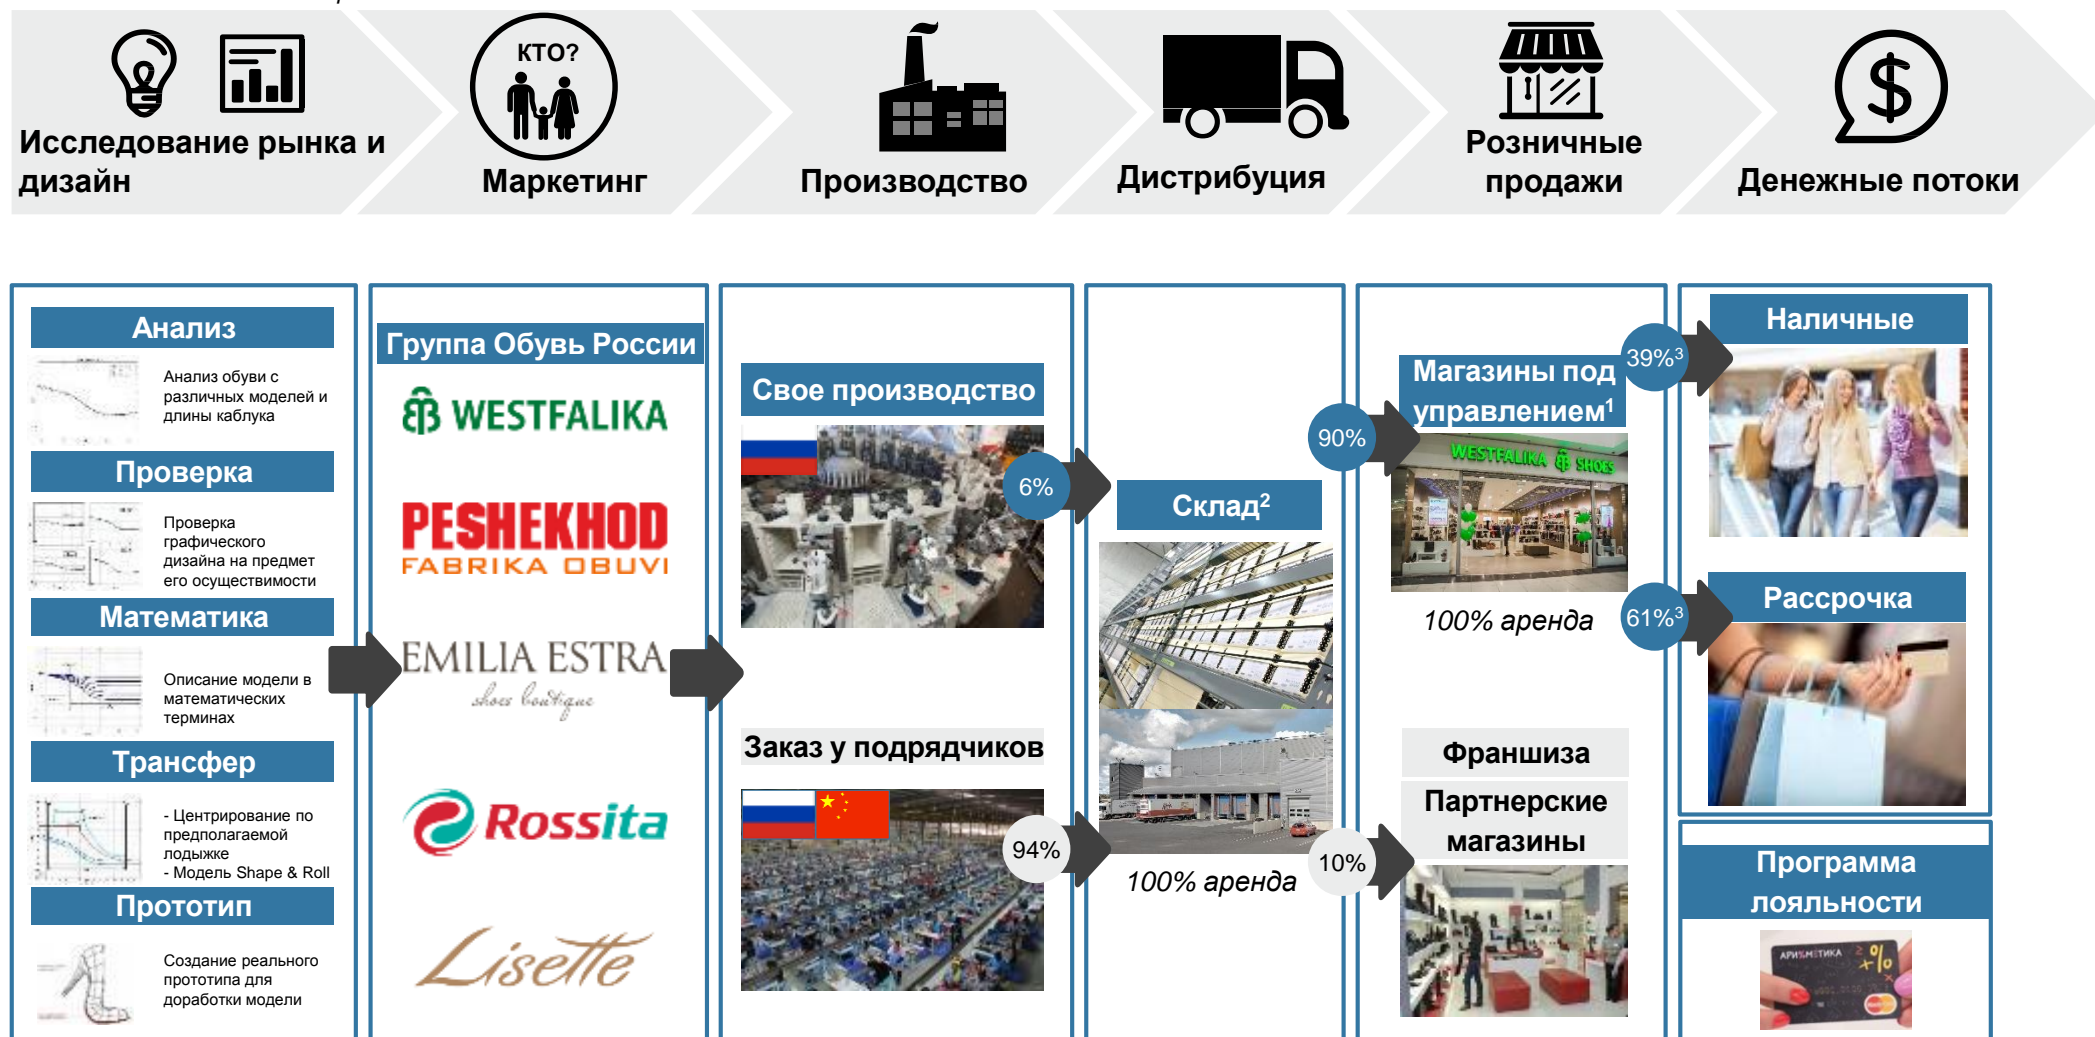 КТО?
Исследование рынка и
дизайн
Маркетинг
Производство
Дистрибуция
Розничные
продажи
Денежные потоки
Анализ
Анализ обуви с
различных моделей и
длины каблука
Проверка
Проверка
графического
дизайна на предмет
его осуществимости
Математика
Описание модели в
математических
терминах
Трансфер
- Центрирование по
предполагаемой
лодыжке
- Модель Shape & Roll
Прототип
Создание реального
прототипа для
доработки модели
Группа Обувь России
WESTFALIKA
PESHEKHOD
FABRIKA OBUVI
EMILIA ESTRA
shoes boutique
Rossita
Lisette
Свое производство
6%
Заказ у подрядчиков
94%
Склад²
100% аренда
90%
10%
Магазины под
управлением¹
WESTFALIKA SHOES
100% аренда
Франшиза
Партнерские
магазины
39%³
Наличные
61%³
Рассрочка
Программа
лояльности
АРИФМЕТИКА
MasterCard